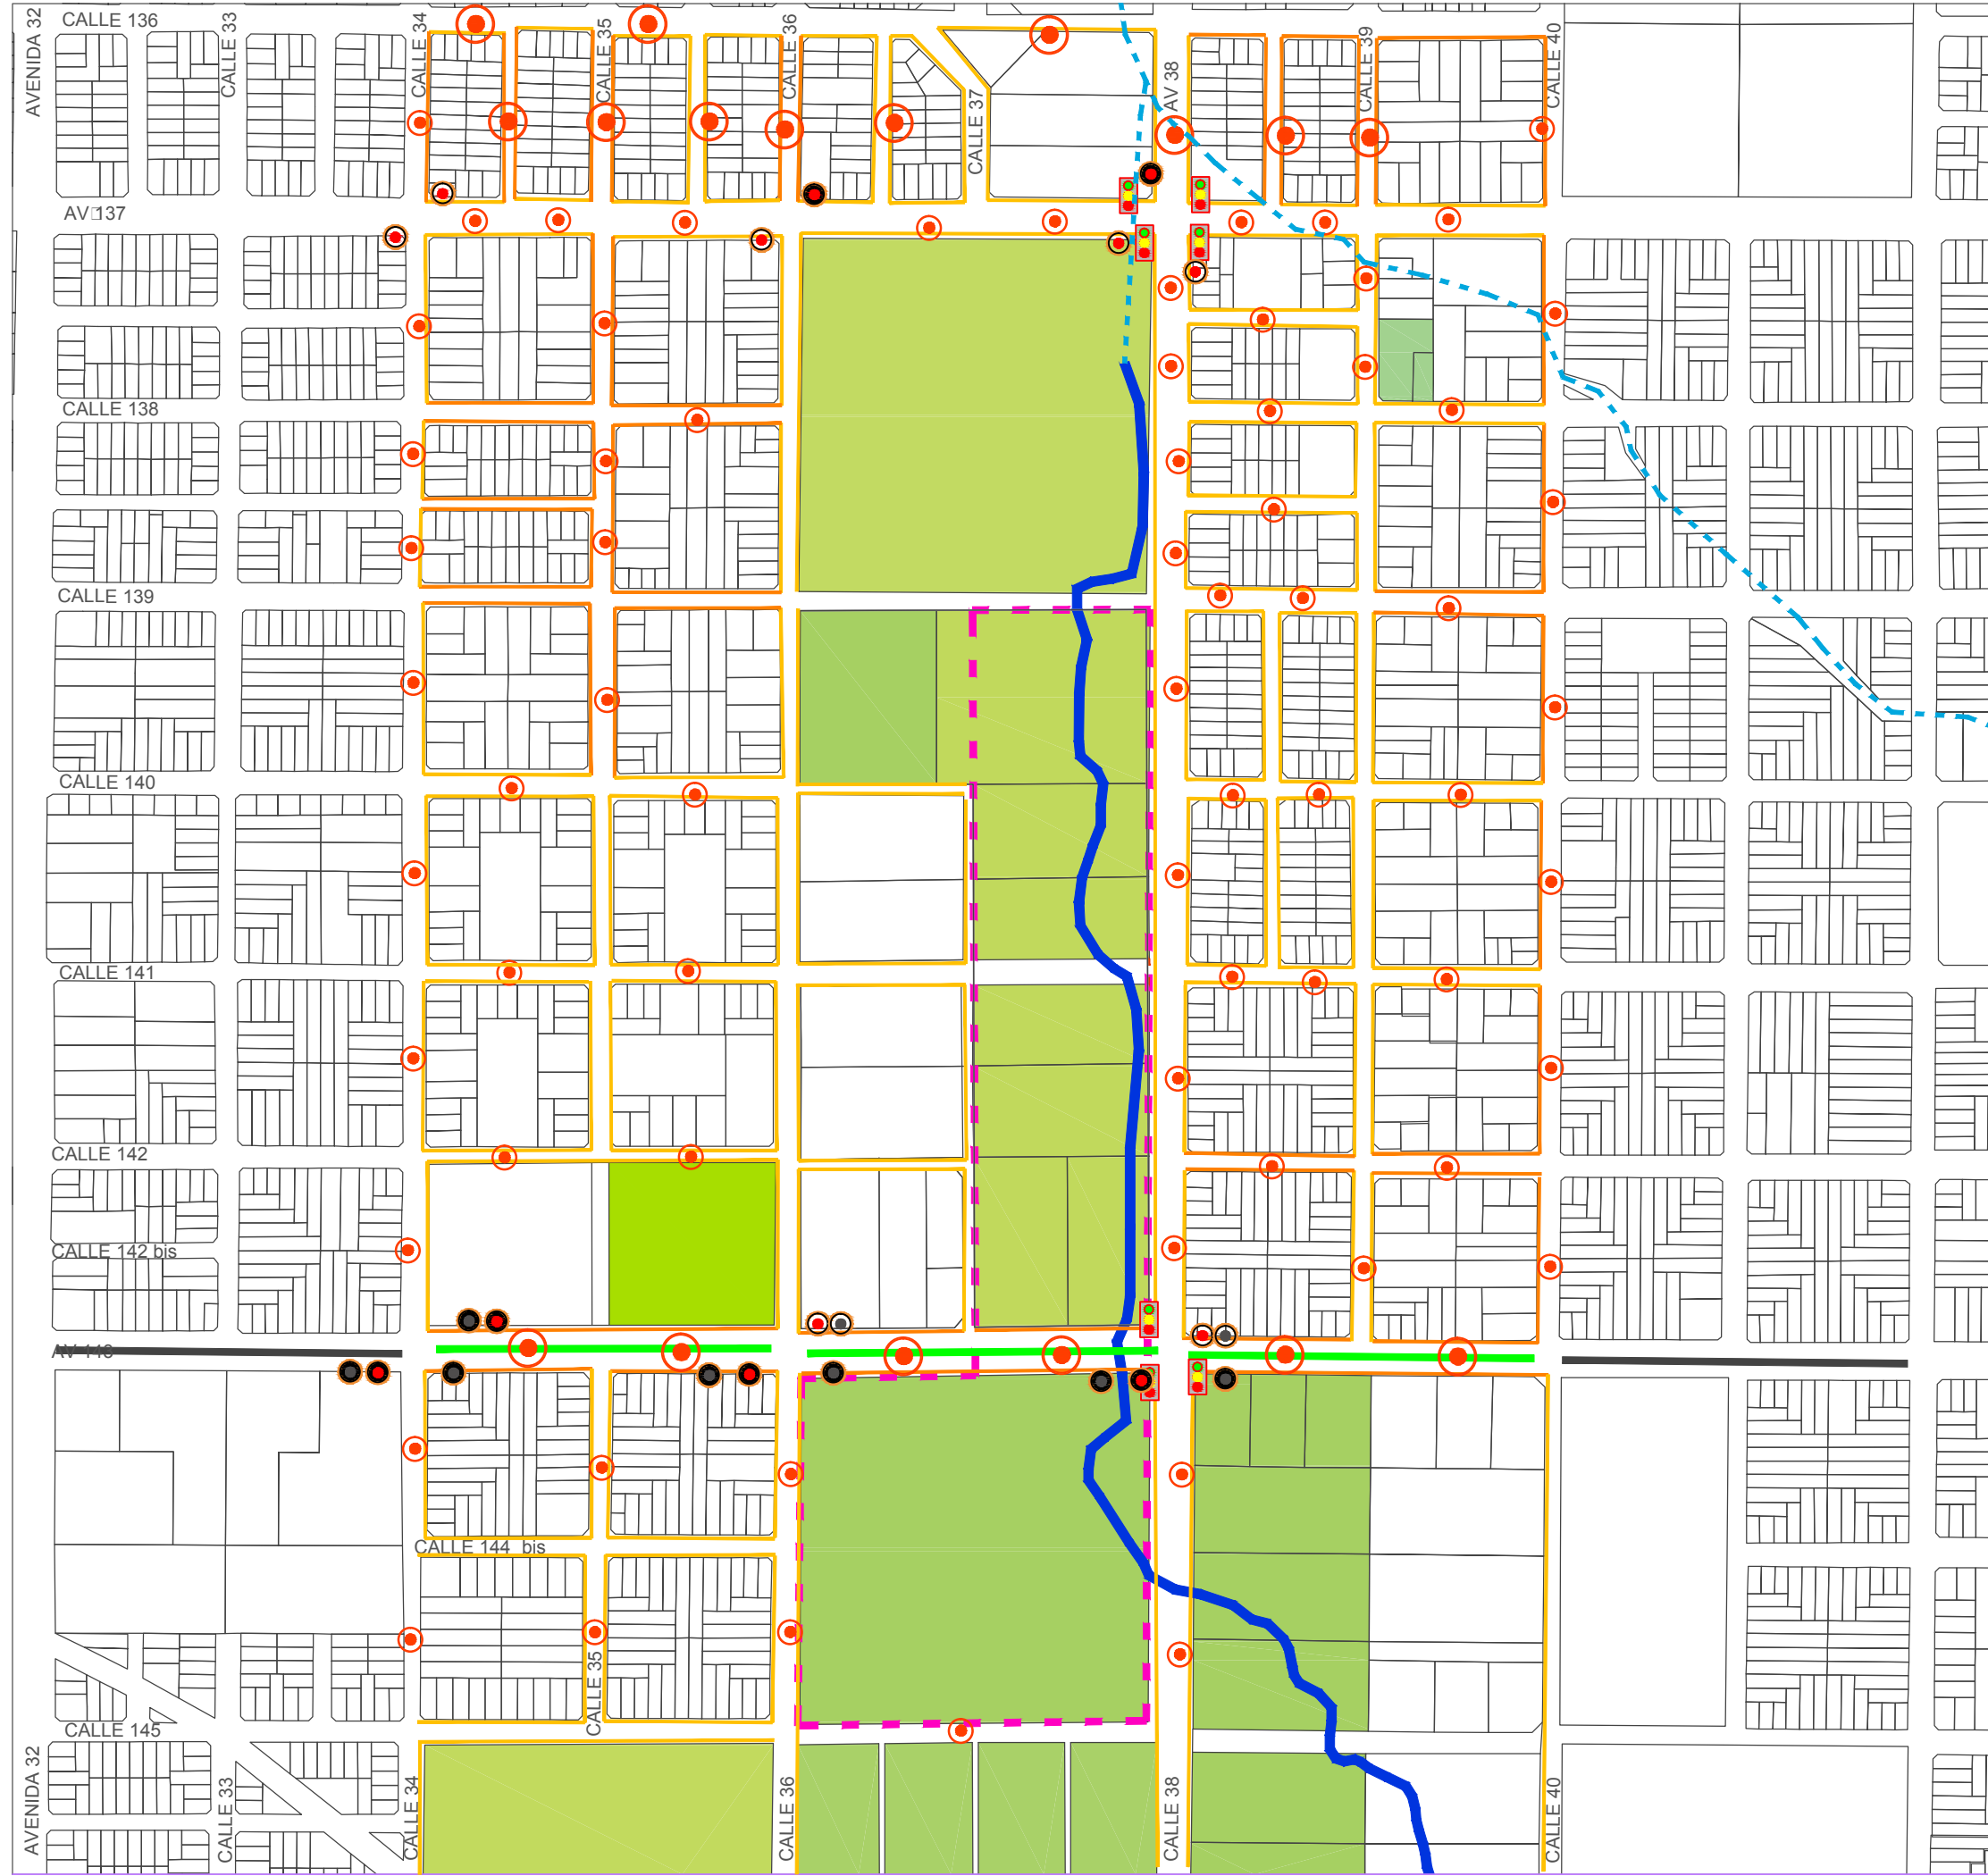 AVENIDA 32
CALLE 136
CALLE 33
CALLE 34
CALLE 35
CALLE 36
CALLE 37
AV 38
CALLE 39
CALLE 40
AV□137
CALLE 138
CALLE 139
CALLE 140
CALLE 141
CALLE 142
CALLE 142 bis
CALLE 144 bis
CALLE 145
AVENIDA 32
CALLE 33
CALLE 34
CALLE 35
CALLE 36
CALLE 38
CALLE 40